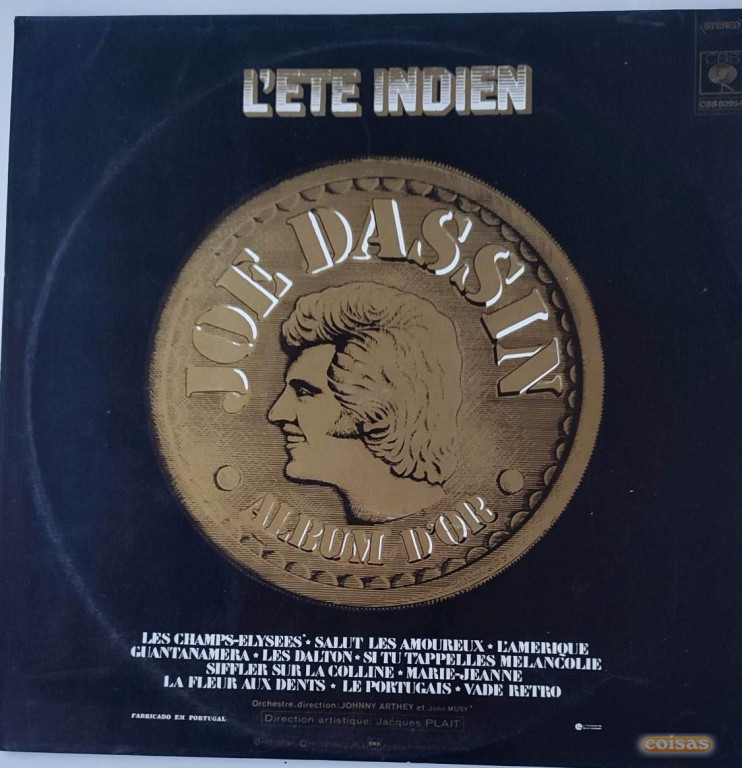 STEREO
CBS
L'ETE INDIEN
JOE DASSIN
ALBUM D'OR
LES CHAMPS-ELYSEES * SALUT LES AMOUREUX * L'AMERIQUE
GUANTANAMERA * LES DALTON * SI TU T'APPELLES MELANCOLIE
SIFFLER SUR LA COLLINE * MARIE-JEANNE
LA FLEUR AUX DENTS * LE PORTUGAIS * VADE RETRO
Orchestre.direction: JOHNNY ARTHEY et John MUSY*
FABRICADO EM PORTUGAL
Direction artistique: Jacques PLAIT
coisas